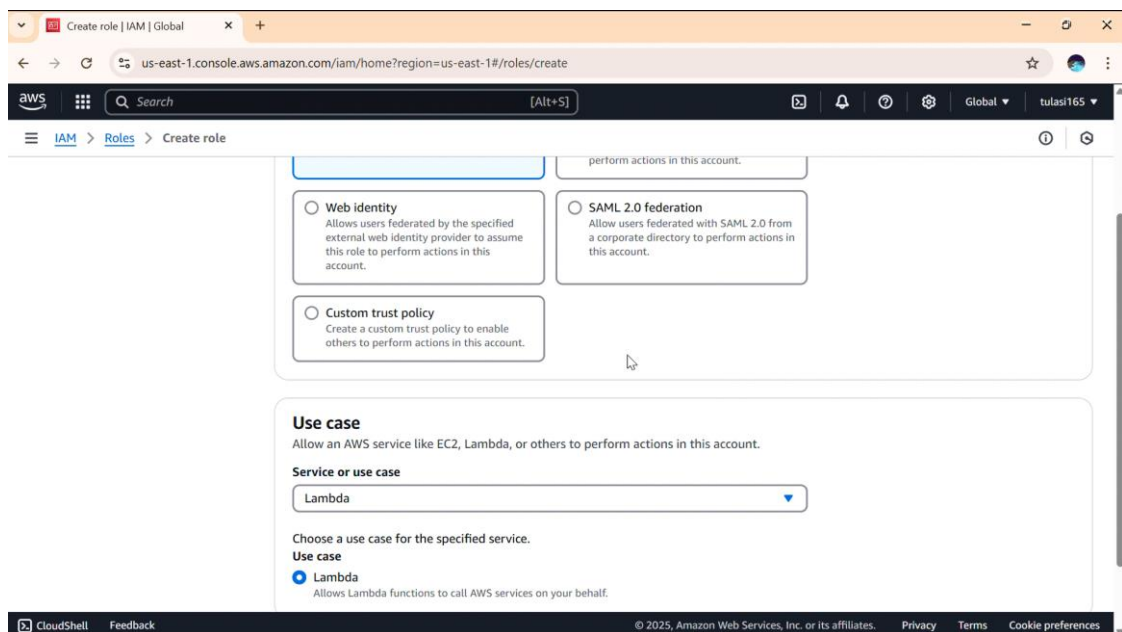 Create role | IAM | Global
us-east-1.console.aws.amazon.com/iam/home?region=us-east-1#/roles/create
aws
Search
[Alt+S]
Global
tulasi165
IAM > Roles > Create role
perform actions in this account.
Web identity
Allows users federated by the specified
external web identity provider to assume
this role to perform actions in this
account.
SAML 2.0 federation
Allow users federated with SAML 2.0 from
a corporate directory to perform actions in
this account.
Custom trust policy
Create a custom trust policy to enable
others to perform actions in this account.
Use case
Allow an AWS service like EC2, Lambda, or others to perform actions in this account.
Service or use case
Lambda
Choose a use case for the specified service.
Use case
Lambda
Allows Lambda functions to call AWS services on your behalf.
CloudShell
Feedback
© 2025, Amazon Web Services, Inc. or its affiliates.
Privacy
Terms
Cookie preferences